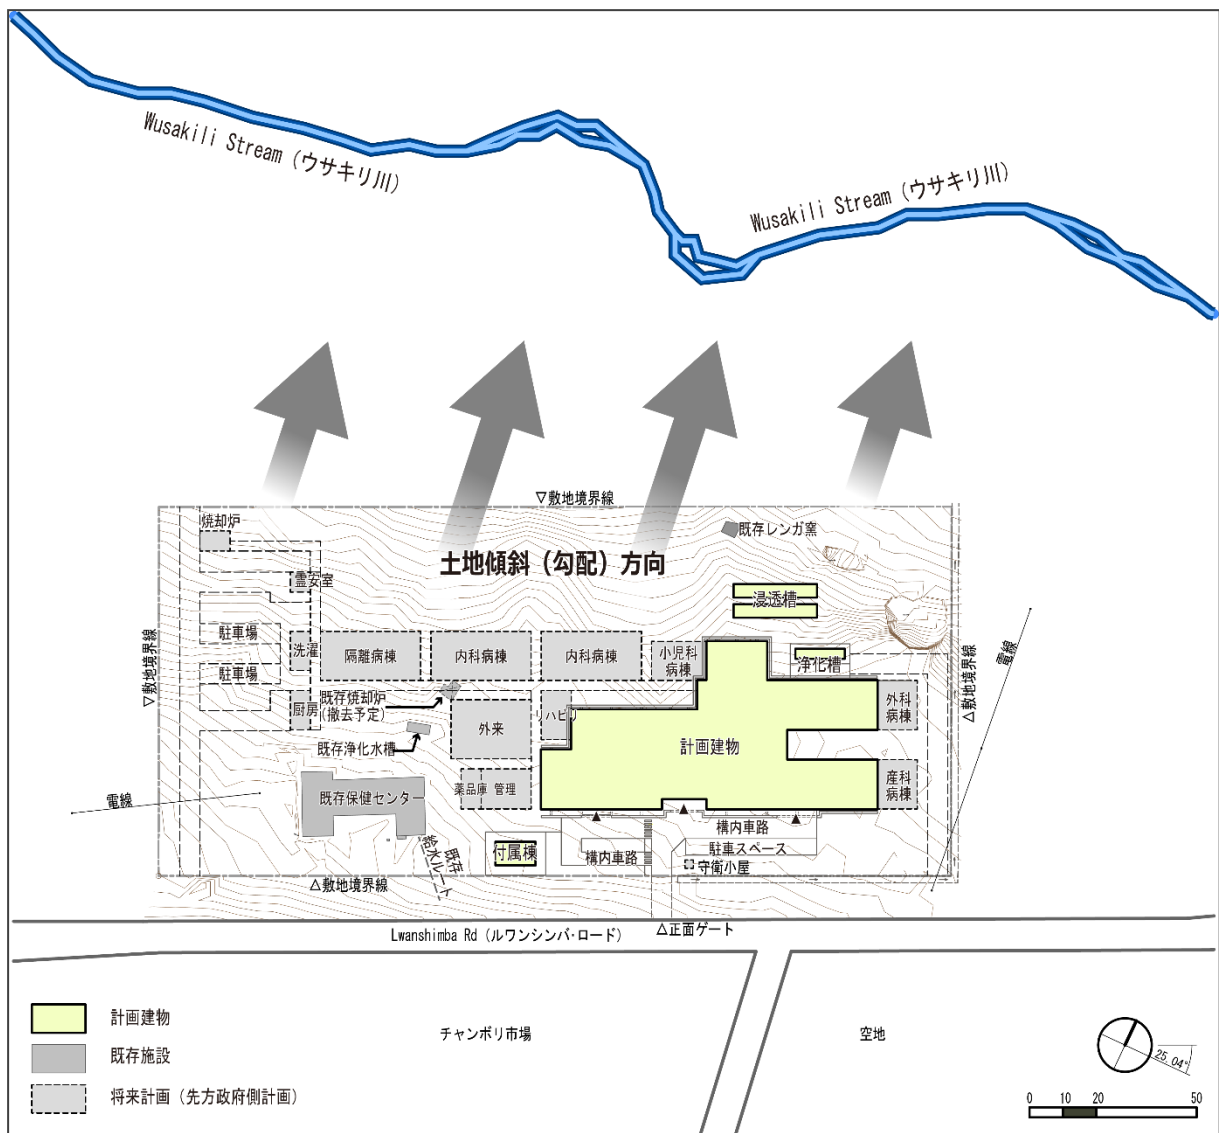 Wusakili Stream (ウサキリ川)
Wusakili Stream (ウサキリ川)
▽敷地境界線
焼却炉
既存レンガ窯
土地傾斜（勾配）方向
霊安室
浸透槽
駐車場
洗濯
隔離病棟
内科病棟
内科病棟
小児科
病棟
浄化槽
電線
▽敷地境界線
△敷地境界線
駐車場
厨房
既存焼却炉
(撤去予定)
外来
リハビリ
外科
病棟
計画建物
既存浄化水槽
薬品庫
管理
産科
病棟
電線
既存保健センター
構内車路
既存
給水ルート
付属棟
構内車路
駐車スペース
守衛小屋
△敷地境界線
Lwanshimba Rd (ルワンシンバ・ロード)
△正面ゲート
計画建物
チャンボリ市場
空地
既存施設
25.04°
将来計画（先方政府側計画）
0 10 20 50